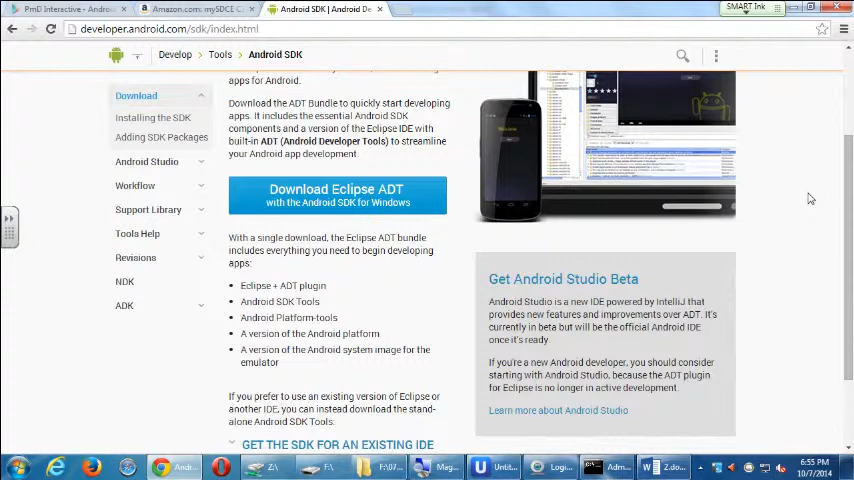 PmD Interactive - Andro
Amazon.com: mySDCE C
Android SDK | Android De
SMART Ink
developer.android.com/sdk/index.html
Develop > Tools > Android SDK
Download
Installing the SDK
Adding SDK Packages
Android Studio
Workflow
Support Library
Tools Help
Revisions
NDK
ADK
apps for Android.
Download the ADT Bundle to quickly start developing
apps. It includes the essential Android SDK
components and a version of the Eclipse IDE with
built-in ADT (Android Developer Tools) to streamline
your Android app development.
Download Eclipse ADT
with the Android SDK for Windows
With a single download, the Eclipse ADT bundle
includes everything you need to begin developing
apps:
• Eclipse + ADT plugin
• Android SDK Tools
• Android Platform-tools
• A version of the Android platform
• A version of the Android system image for the
emulator
If you prefer to use an existing version of Eclipse or
another IDE, you can instead download the stand-
alone Android SDK Tools:
GET THE SDK FOR AN EXISTING IDE
Get Android Studio Beta
Android Studio is a new IDE powered by IntelliJ that
provides new features and improvements over ADT. It's
currently in beta but will be the official Android IDE
once it's ready.
If you're a new Android developer, you should consider
starting with Android Studio, because the ADT plugin
for Eclipse is no longer in active development.
Learn more about Android Studio
Andr...
Z:\
F:\
F:\07...
Mag...
Untit...
Logi...
Adm...
2.do...
6:55 PM
10/7/2014